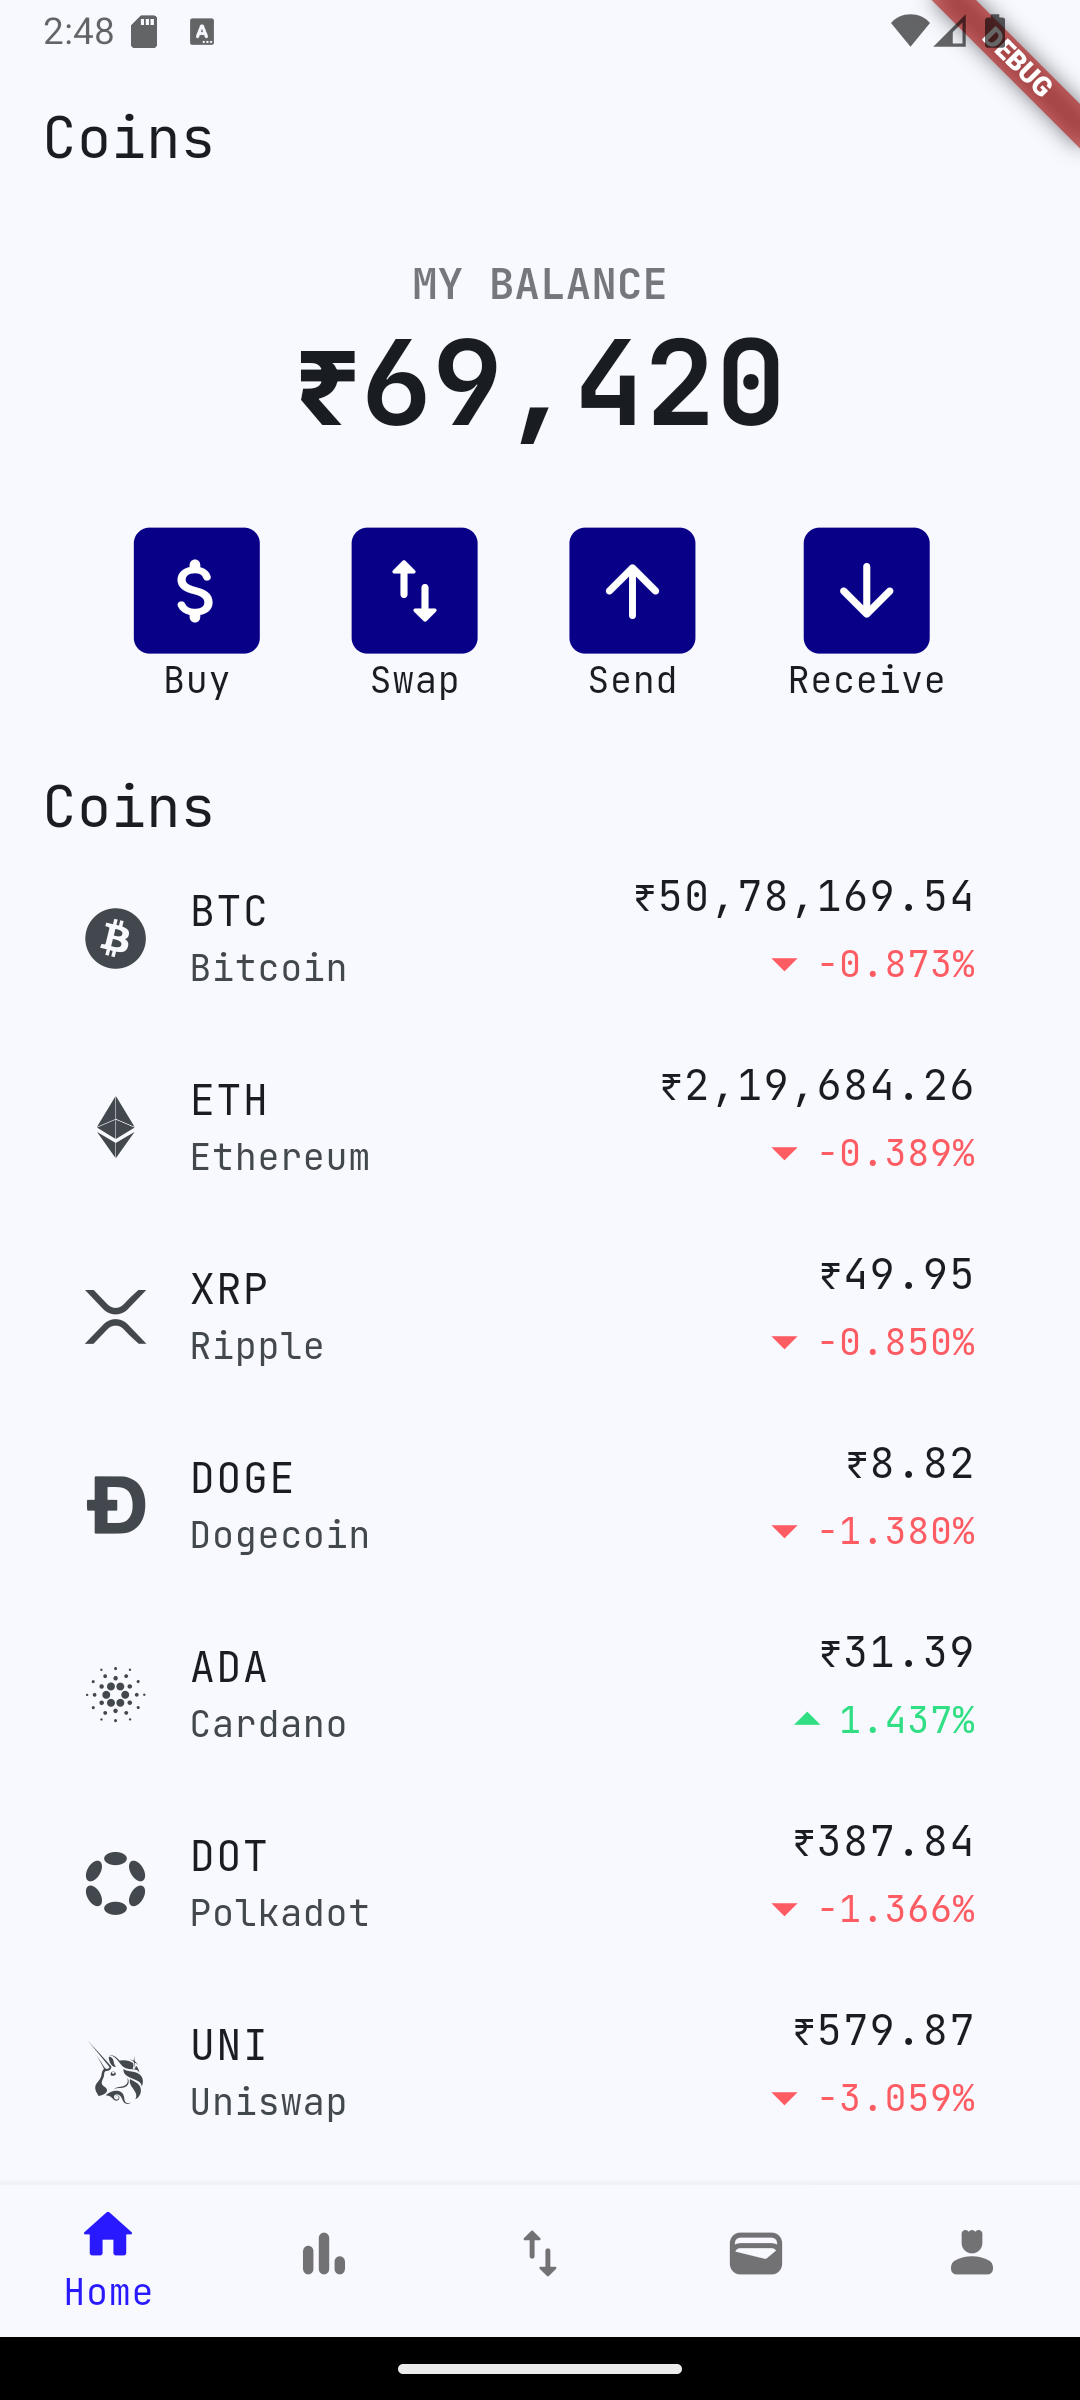 2:48
DEBUG
Coins
MY BALANCE
₹69,420
Buy Swap Send Receive
Coins
BTC ₹50,78,169.54
Bitcoin -0.873%
ETH ₹2,19,684.26
Ethereum -0.389%
XRP ₹49.95
Ripple -0.850%
DOGE ₹8.82
Dogecoin -1.380%
ADA ₹31.39
Cardano 1.437%
DOT ₹387.84
Polkadot -1.366%
UNI ₹579.87
Uniswap -3.059%
Home